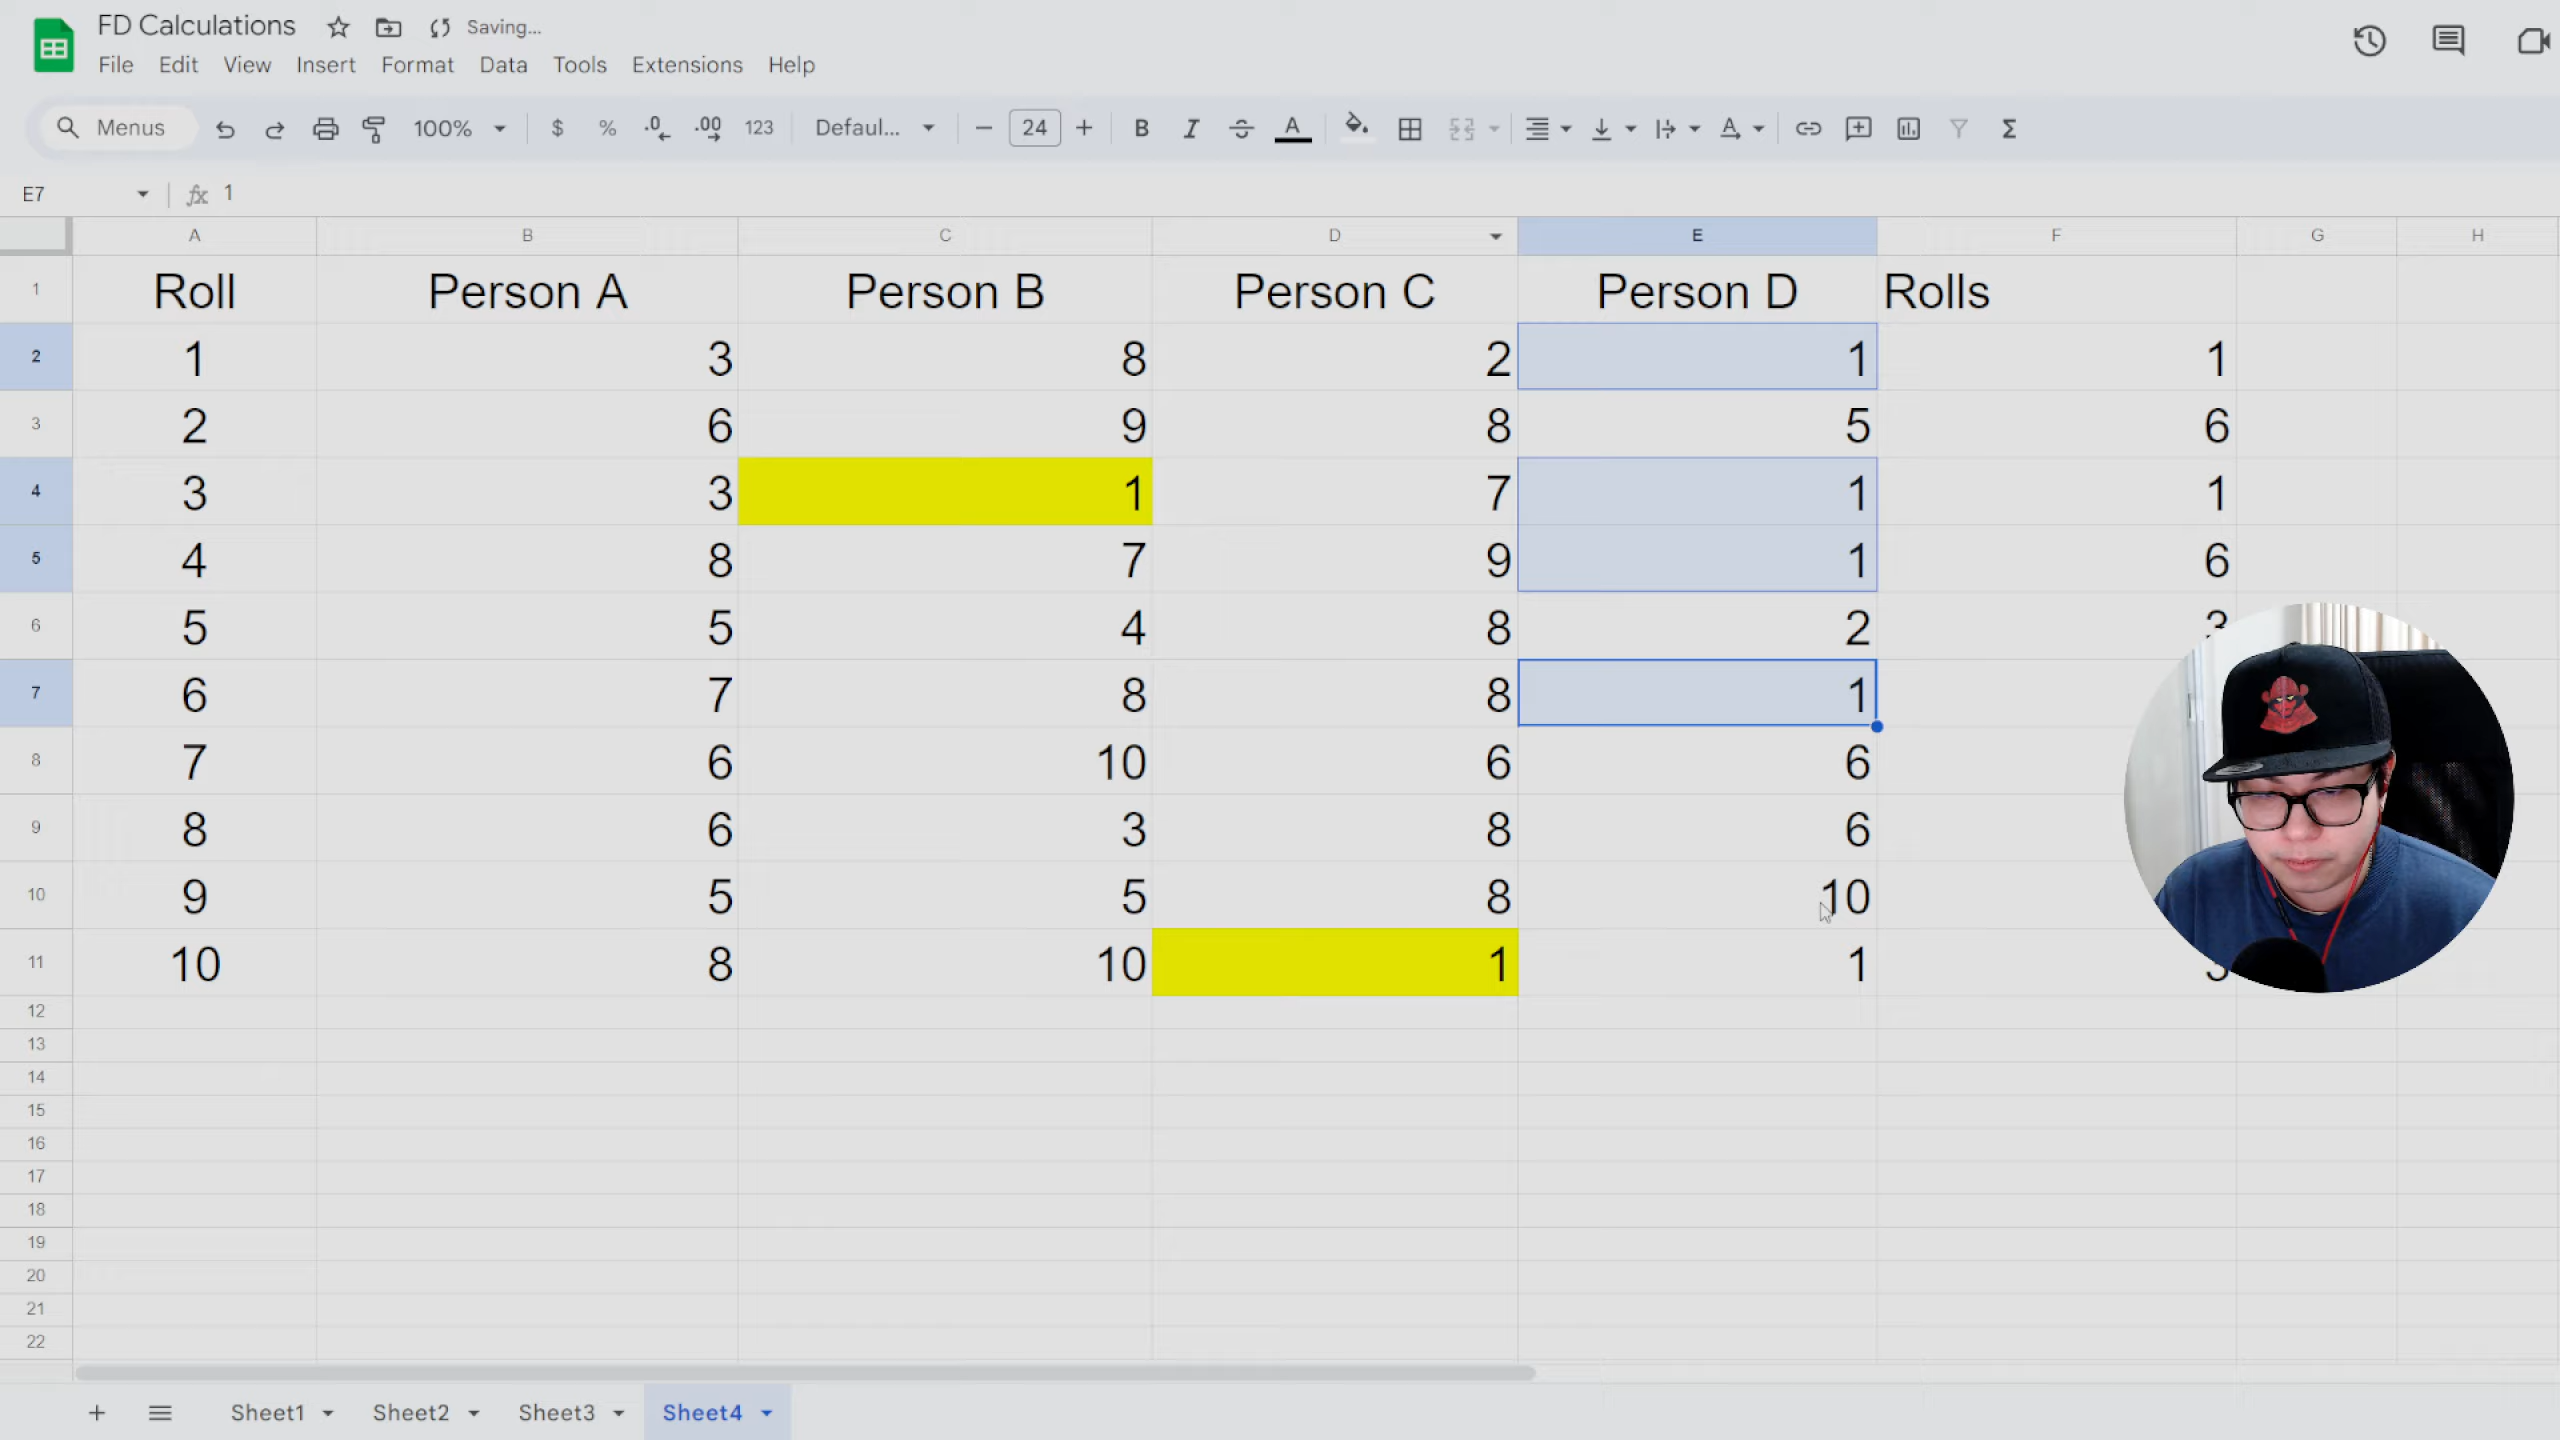 FD Calculations Saving...
File Edit View Insert Format Data Tools Extensions Help
Menus 100% $ % .0 .00 123 Defaul... 24 B I A A Σ
E7 fx 1
A B C D E F G H
1 Roll Person A Person B Person C Person D Rolls
2 1 3 8 2 1 1
3 2 6 9 8 5 6
4 3 3 1 7 1 1
5 4 8 7 9 1 6
6 5 5 4 8 2
7 6 7 8 8 1
8 7 6 10 6 6
9 8 6 3 8 6
10 9 5 5 8 10
11 10 8 10 1 1
12
13
14
15
16
17
18
19
20
21
22
Sheet1 Sheet2 Sheet3 Sheet4